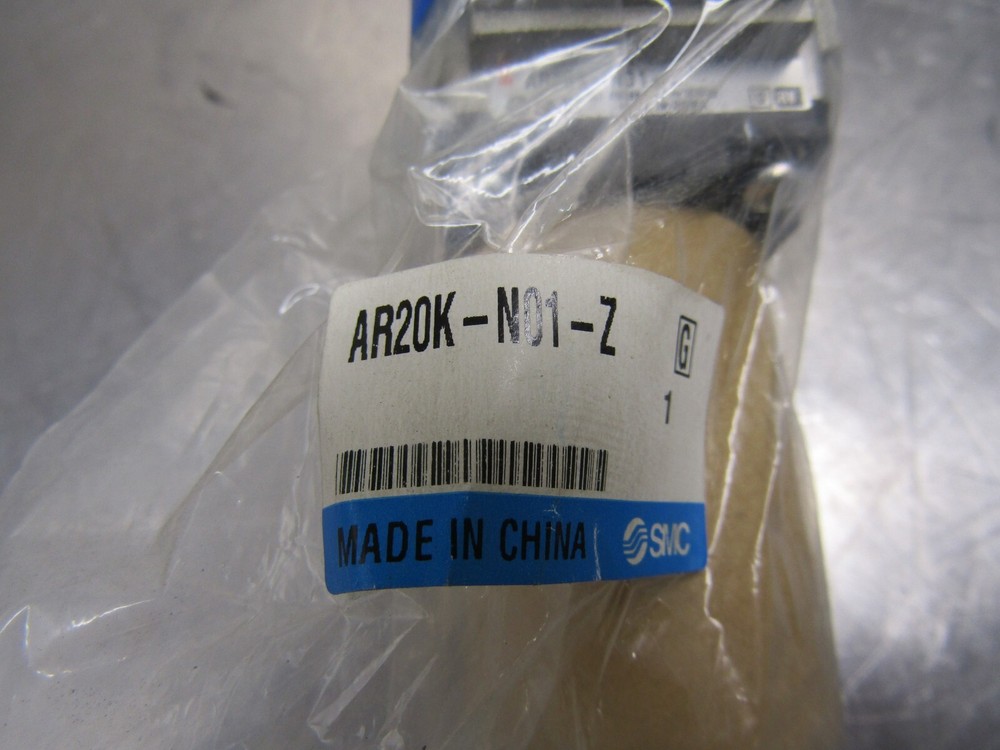 AR20K-N01-Z
G
1
MADE IN CHINA
SMC